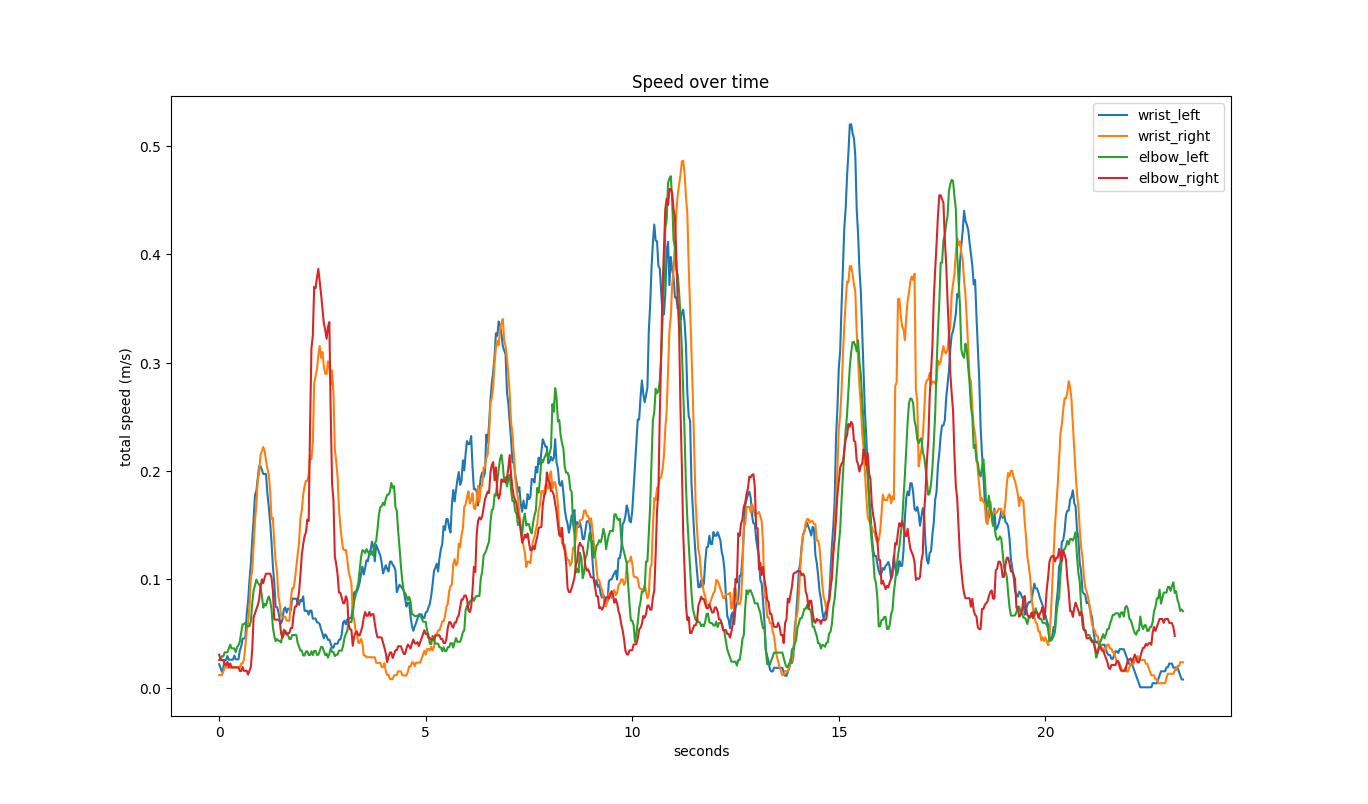 Speed over time
wrist_left
wrist_right
elbow_left
elbow_right
total speed (m/s)
0.5
0.4
0.3
0.2
0.1
0.0
0
5
10
15
20
seconds